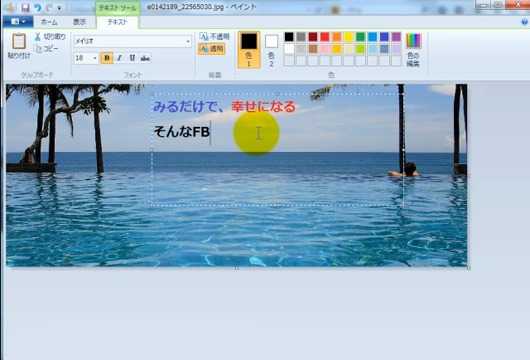 テキスト ツール
e0142189_22565030.jpg - ペイント
ホーム
表示
テキスト
貼り付け
切り取り
コピー
クリップボード
メイリオ
18
B
I
U
abc
フォント
不透明
透明
背景
色
1
色
2
色の
編集
色
みるだけで、幸せになる
そんなFB